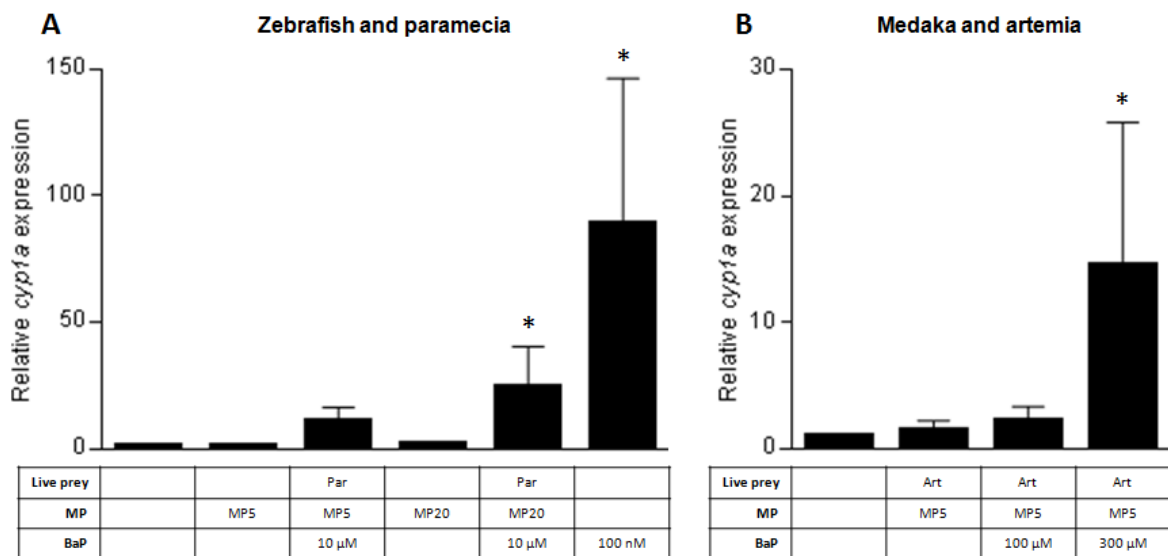 A Zebrafish and paramecia
Relative cyp1a expression
150
100
50
0
*
*
Live prey Par Par
MP MP5 MP5 MP20 MP20
BaP 10 µM 10 µM 100 nM
B Medaka and artemia
Relative cyp1a expression
30
20
10
0
*
Live prey Art Art Art
MP MP5 MP5 MP5
BaP 100 µM 300 µM